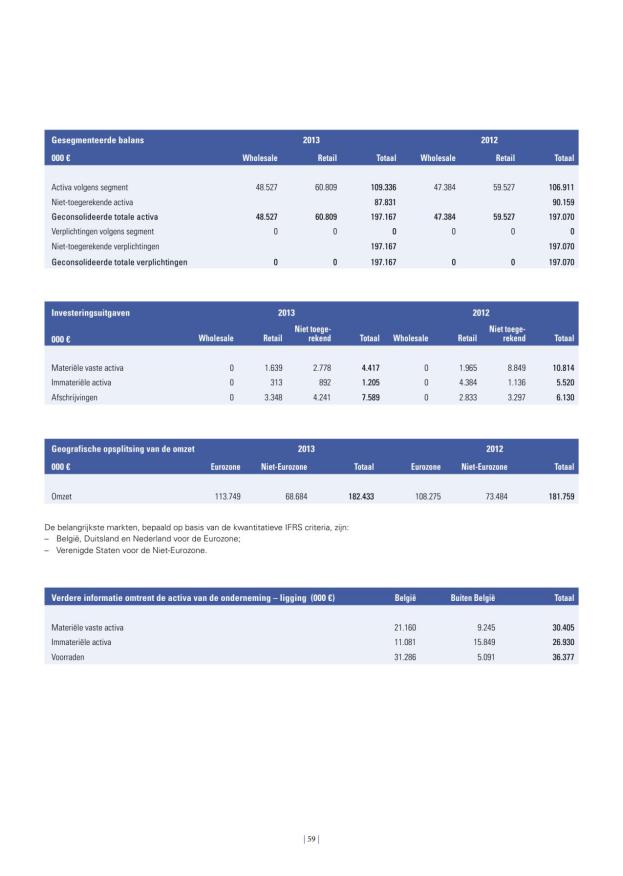 Gesegmenteerde balans 2013 2012
000 € Wholesale Retail Totaal Wholesale Retail Totaal
Activa volgens segment 48.527 60.809 109.336 47.384 59.527 106.911
Niet-toegerekende activa 87.831 90.159
Geconsolideerde totale activa 48.527 60.809 197.167 47.384 59.527 197.070
Verplichtingen volgens segment 0 0 0 0 0 0
Niet-toegerekende verplichtingen 197.167 197.070
Geconsolideerde totale verplichtingen 0 0 197.167 0 0 197.070
Investeringsuitgaven 2013 2012
Niet toege- Niet toege-
000 € Wholesale Retail rekend Totaal Wholesale Retail rekend Totaal
Materiële vaste activa 0 1.639 2.778 4.417 0 1.965 8.849 10.814
Immateriële activa 0 313 892 1.205 0 4.384 1.136 5.520
Afschrijvingen 0 3.348 4.241 7.589 0 2.833 3.297 6.130
Geografische opsplitsing van de omzet 2013 2012
000 € Eurozone Niet-Eurozone Totaal Eurozone Niet-Eurozone Totaal
Omzet 113.749 68.684 182.433 108.275 73.484 181.759
De belangrijkste markten, bepaald op basis van de kwantitatieve IFRS criteria, zijn:
– België, Duitsland en Nederland voor de Eurozone;
– Verenigde Staten voor de Niet-Eurozone.
Verdere informatie omtrent de activa van de onderneming – ligging (000 €) België Buiten België Totaal
Materiële vaste activa 21.160 9.245 30.405
Immateriële activa 11.081 15.849 26.930
Voorraden 31.286 5.091 36.377
| 59 |